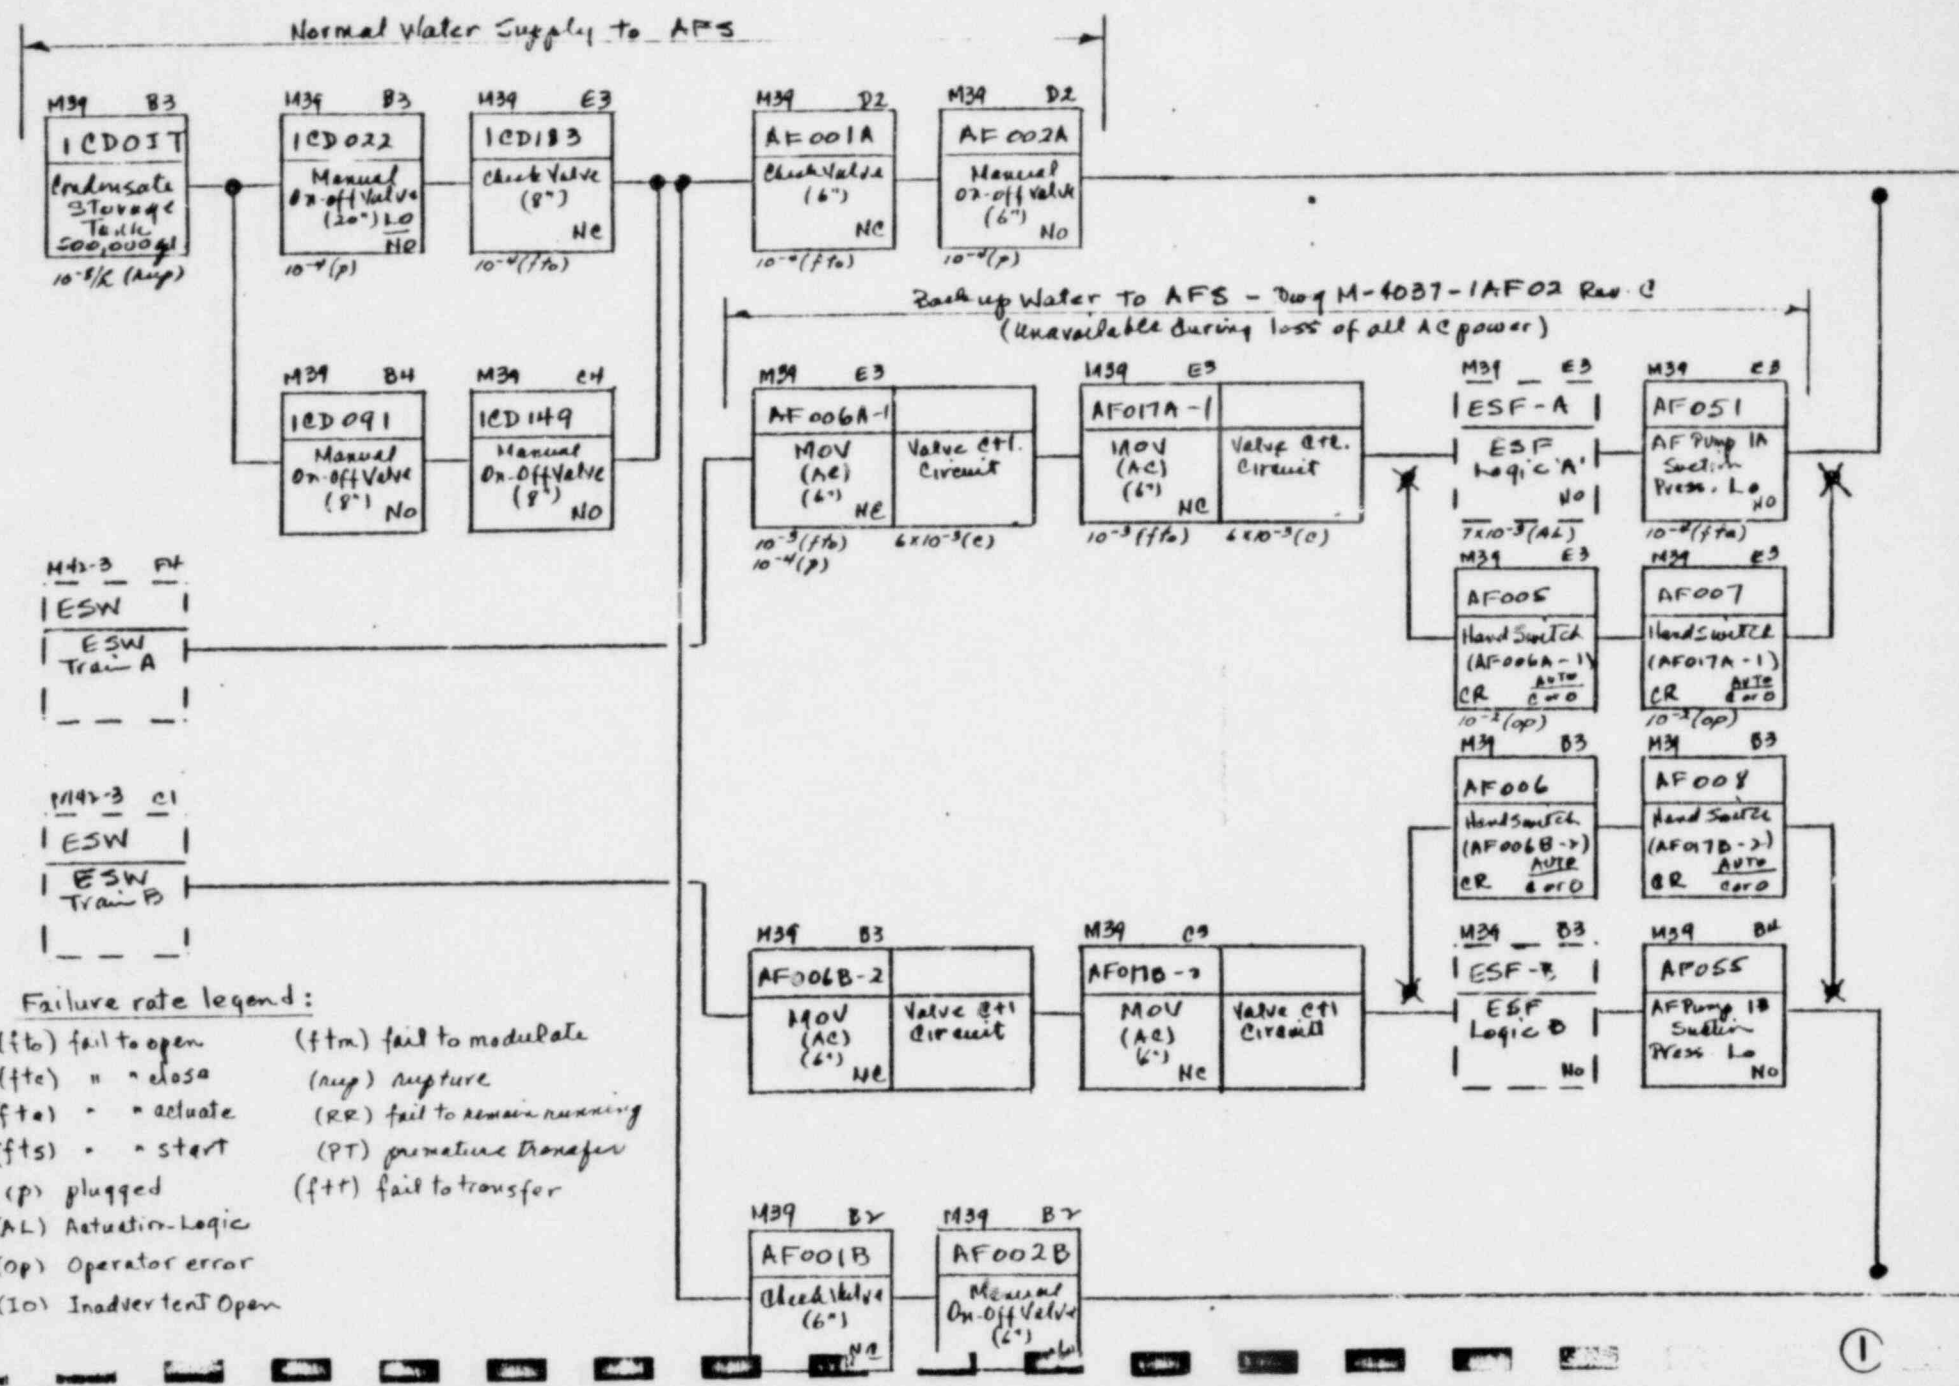 Normal Water Supply to AFS
M39 B3
1CD01T
Condensate
Storage
Tank
500,000 gl
10⁻⁸/R (rup)
M39 B3
1CD022
Manual
On-off Valve
(20") LO
NO
10⁻⁴(p)
M39 E3
1CD183
Check Valve
(8")
NC
10⁻⁴(fto)
M39 D2
AF001A
Check Valve
(6")
NC
10⁻⁴(fto)
M39 D2
AF002A
Manual
On-off Valve
(6")
NO
10⁻⁴(p)
Backup Water To AFS - Dwg M-4037-1AF02 Rev. C
(Unavailable during loss of all AC power)
M39 B4
1CD091
Manual
On-off Valve
(8")
NO
M39 C4
1CD149
Manual
On-off Valve
(8")
NO
M39 E3
AF006A-1
MOV
(AC)
(6")
NC
Valve Ctl.
Circuit
10⁻³(fto)
10⁻⁴(p)
6x10⁻³(c)
M39 E3
AF017A-1
MOV
(AC)
(6")
NC
Valve Ctl.
Circuit
10⁻³(fto)
6x10⁻³(c)
M39 E3
ESF-A
ESF
Logic 'A'
NO
7x10⁻³(AL)
M39 E3
AF051
AF Pump 1A
Suction
Press. Lo
NO
10⁻⁴(fta)
M39 E3
AF005
Hand Switch
(AF006A-1)
AUTO
CR C or O
10⁻²(op)
M39 E3
AF007
Hand Switch
(AF017A-1)
AUTO
CR C or O
10⁻²(op)
M42-3 F4
ESW
ESW
Train A
M42-3 C1
ESW
ESW
Train B
M39 B3
AF006
Hand Switch
(AF006B-2)
AUTO
CR C or O
M39 B3
AF008
Hand Switch
(AF017B-2)
AUTO
CR C or O
M39 B3
AF006B-2
MOV
(AC)
(6")
NC
Valve Ctl
Circuit
M39 C3
AF017B-2
MOV
(AC)
(6")
NC
Valve Ctl
Circuit
M39 B3
ESF-B
ESF
Logic B
NO
M39 B4
AF055
AF Pump 1B
Suction
Press. Lo
NO
Failure rate legend:
(fto) fail to open
(ftc) " " close
(fta) " " actuate
(fts) " " start
(p) plugged
(AL) Actuation Logic
(op) Operator error
(IO) Inadvertent Open
(ftm) fail to modulate
(rup) rupture
(RR) fail to remain running
(PT) premature transfer
(ftt) fail to transfer
M39 B2
AF001B
Check Valve
(6")
NC
M39 B2
AF002B
Manual
On-off Valve
(6")
1